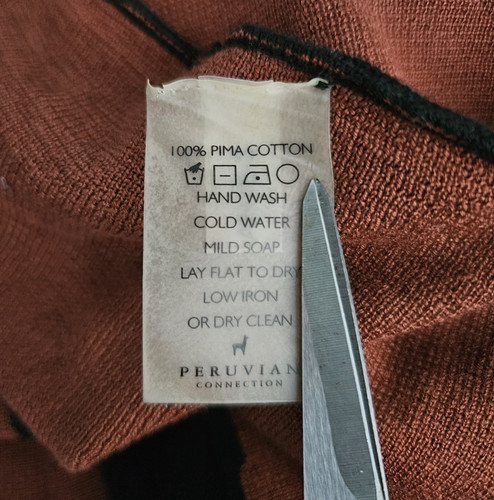 100% PIMA COTTON
HAND WASH
COLD WATER
MILD SOAP
LAY FLAT TO DRY
LOW IRON
OR DRY CLEAN
PERUVIAN
CONNECTION